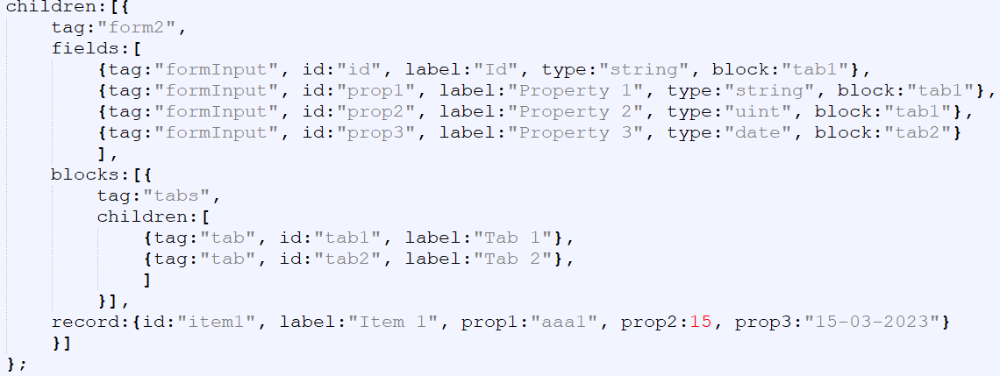 children:[{
    tag:"form2",
    fields:[
        {tag:"formInput", id:"id", label:"Id", type:"string", block:"tab1"},
        {tag:"formInput", id:"prop1", label:"Property 1", type:"string", block:"tab1"},
        {tag:"formInput", id:"prop2", label:"Property 2", type:"uint", block:"tab1"},
        {tag:"formInput", id:"prop3", label:"Property 3", type:"date", block:"tab2"}
        ],
    blocks:[{
        tag:"tabs",
        children:[
            {tag:"tab", id:"tab1", label:"Tab 1"},
            {tag:"tab", id:"tab2", label:"Tab 2"},
            ]
        }],
    record:{id:"item1", label:"Item 1", prop1:"aaa1", prop2:15, prop3:"15-03-2023"}
    }]
};